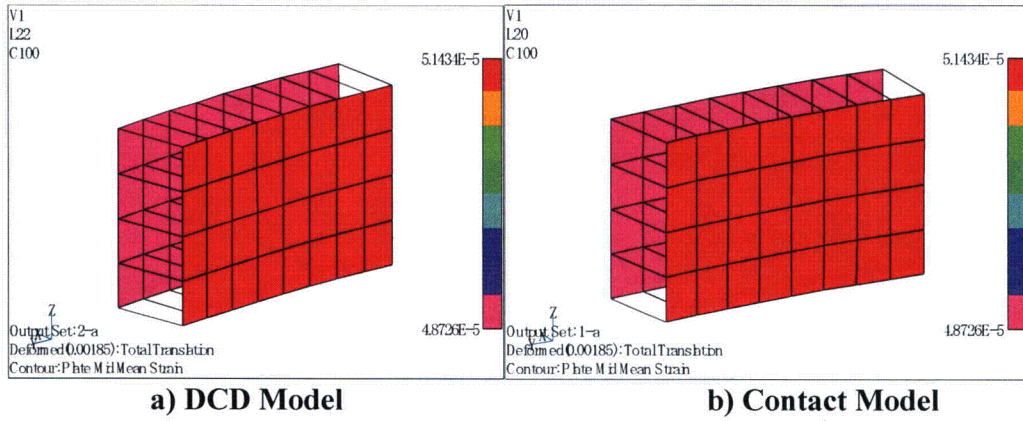 V1
L22
C100
5.1434E-5
4.8726E-5
Z
Output Set: 2-a
Deformed(0.00185): Total Translation
Contour: Plate Mid Mean Strain
a) DCD Model
V1
L20
C100
5.1434E-5
4.8726E-5
Z
Output Set: 1-a
Deformed(0.00185): Total Translation
Contour: Plate Mid Mean Strain
b) Contact Model